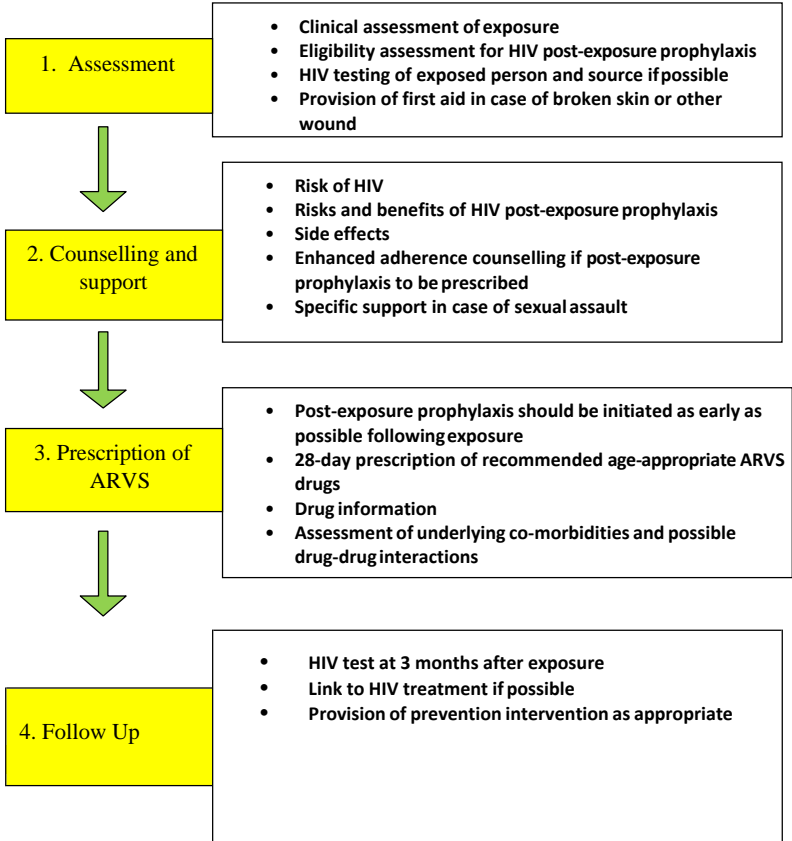 1. Assessment
• Clinical assessment of exposure
• Eligibility assessment for HIV post-exposure prophylaxis
• HIV testing of exposed person and source if possible
• Provision of first aid in case of broken skin or other
wound
2. Counselling and
support
• Risk of HIV
• Risks and benefits of HIV post-exposure prophylaxis
• Side effects
• Enhanced adherence counselling if post-exposure
prophylaxis to be prescribed
• Specific support in case of sexual assault
3. Prescription of
ARVS
• Post-exposure prophylaxis should be initiated as early as
possible following exposure
• 28-day prescription of recommended age-appropriate ARVS
drugs
• Drug information
• Assessment of underlying co-morbidities and possible
drug-drug interactions
4. Follow Up
• HIV test at 3 months after exposure
• Link to HIV treatment if possible
• Provision of prevention intervention as appropriate